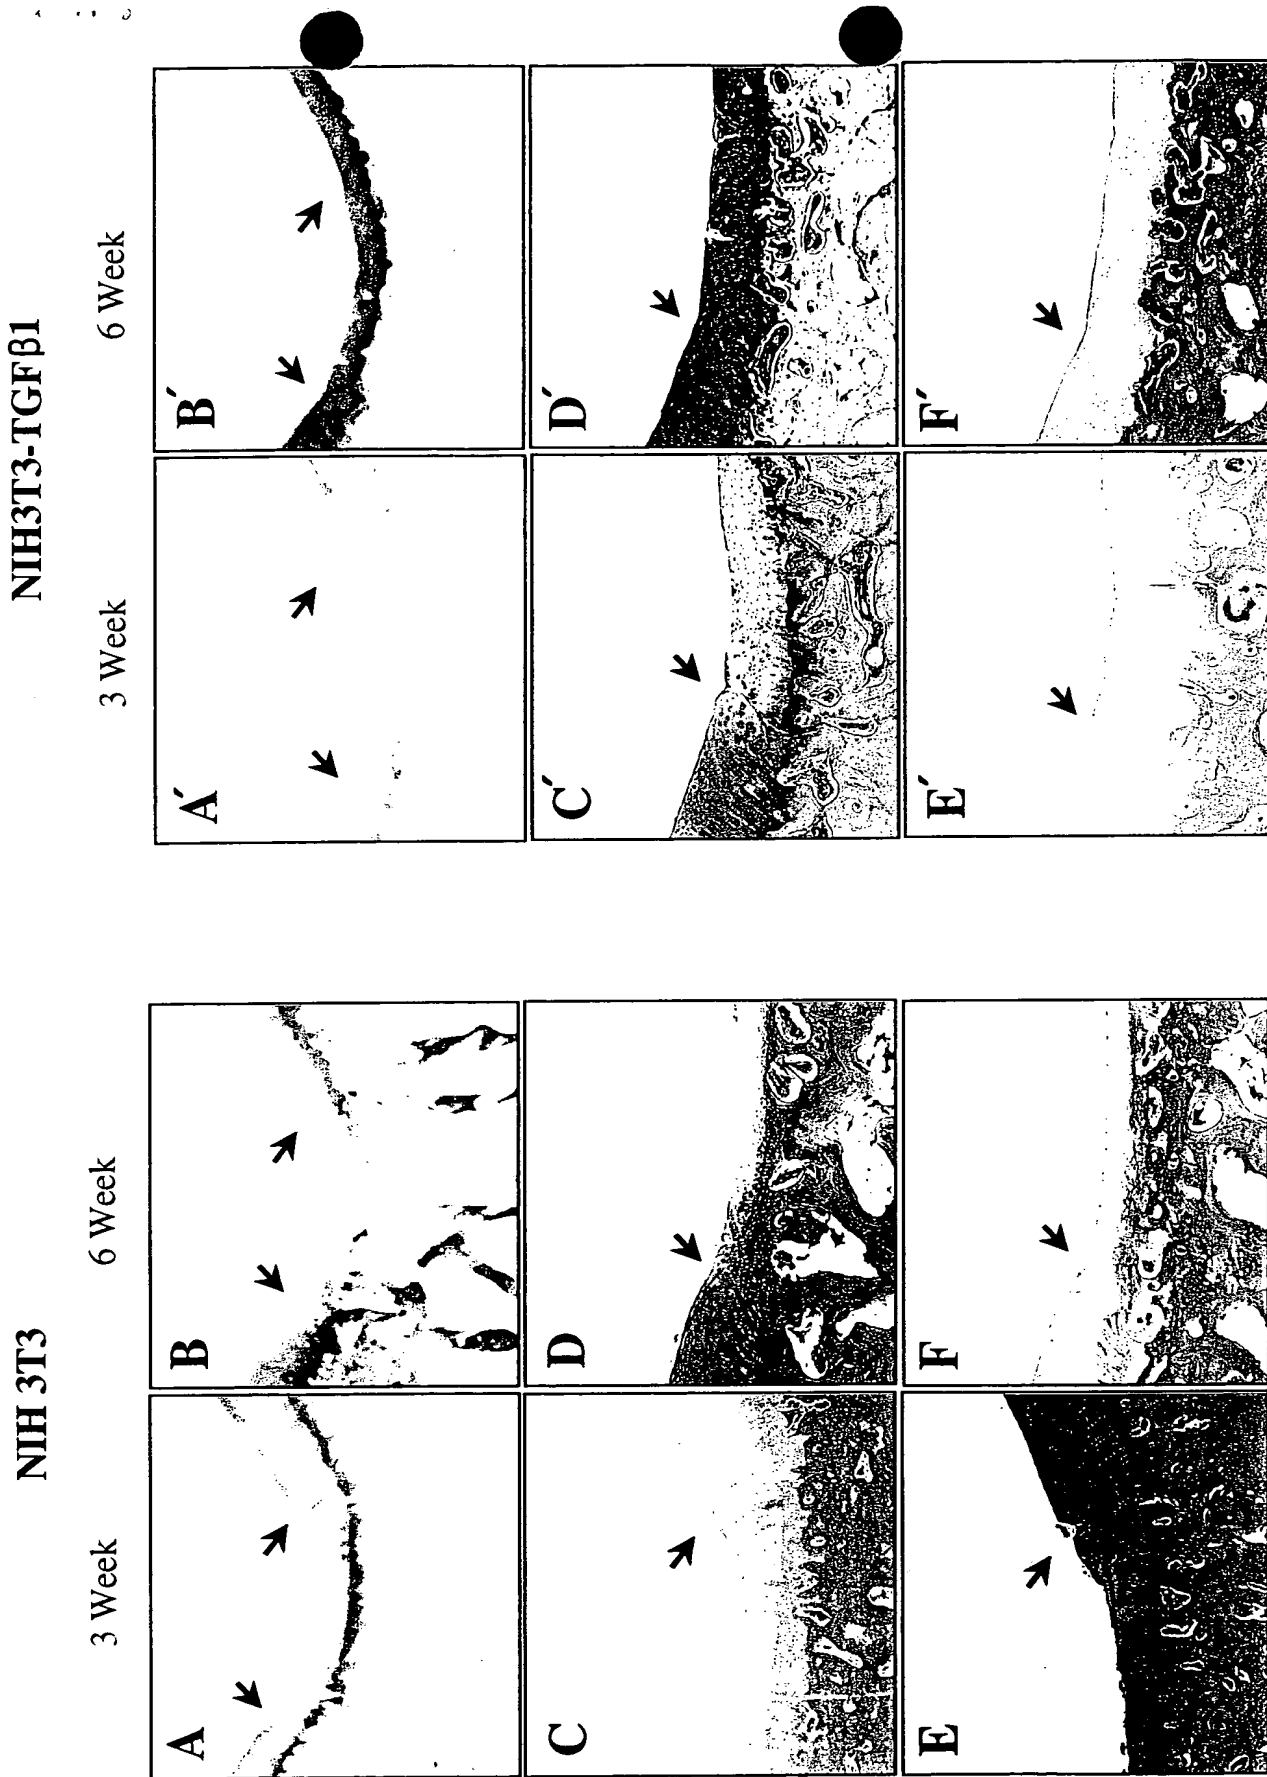 NIH 3T3
NIH3T3-TGFβ1
3 Week
6 Week
3 Week
6 Week
A
B
A´
B´
C
D
C´
D´
E
F
E´
F´